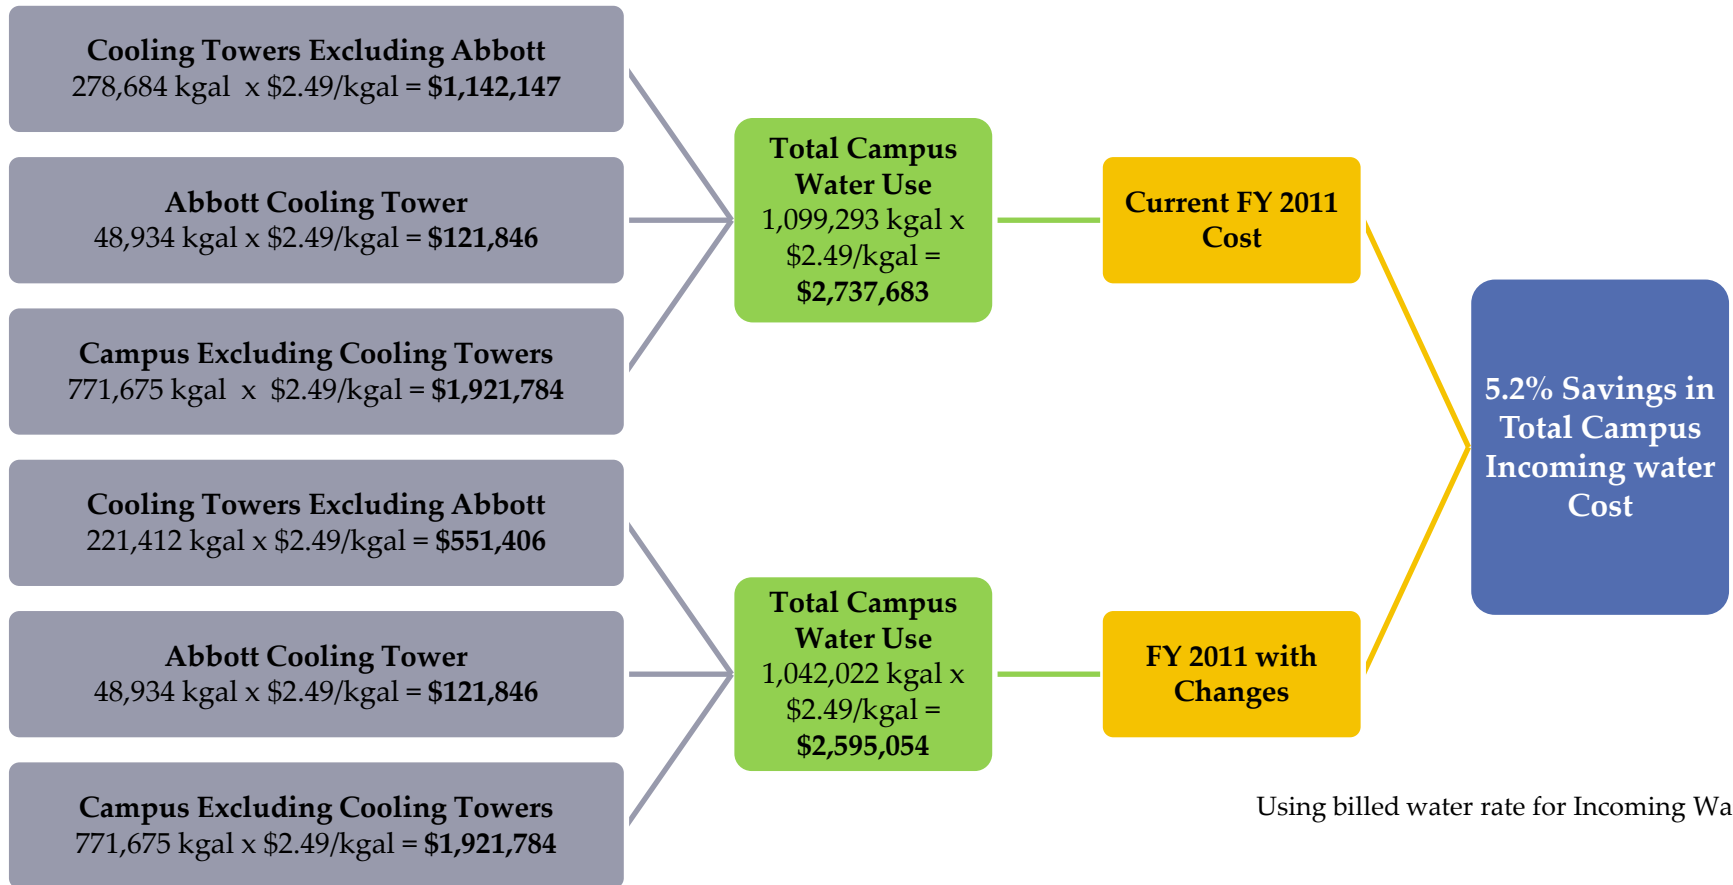 Cooling Towers Excluding Abbott
278,684 kgal x $2.49/kgal = $1,142,147
Abbott Cooling Tower
48,934 kgal x $2.49/kgal = $121,846
Campus Excluding Cooling Towers
771,675 kgal x $2.49/kgal = $1,921,784
Total Campus
Water Use
1,099,293 kgal x
$2.49/kgal =
$2,737,683
Current FY 2011
Cost
Cooling Towers Excluding Abbott
221,412 kgal x $2.49/kgal = $551,406
Abbott Cooling Tower
48,934 kgal x $2.49/kgal = $121,846
Campus Excluding Cooling Towers
771,675 kgal x $2.49/kgal = $1,921,784
Total Campus
Water Use
1,042,022 kgal x
$2.49/kgal =
$2,595,054
FY 2011 with
Changes
5.2% Savings in
Total Campus
Incoming water
Cost
Using billed water rate for Incoming Wa